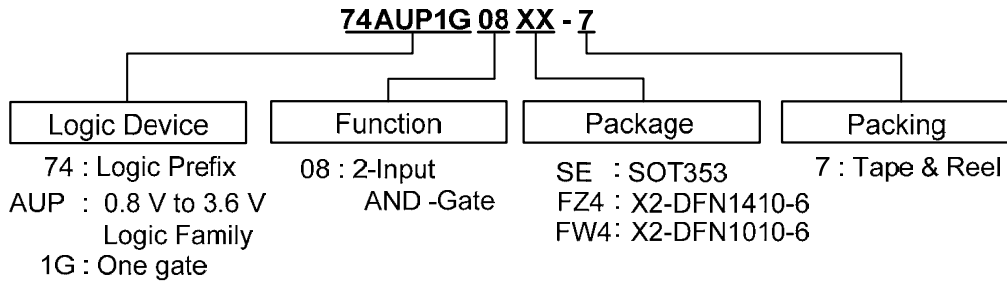 74AUP1G 08 XX - 7
Logic Device
74 : Logic Prefix
AUP : 0.8 V to 3.6 V
Logic Family
1G : One gate
Function
08 : 2-Input
AND -Gate
Package
SE : SOT353
FZ4 : X2-DFN1410-6
FW4: X2-DFN1010-6
Packing
7 : Tape & Reel